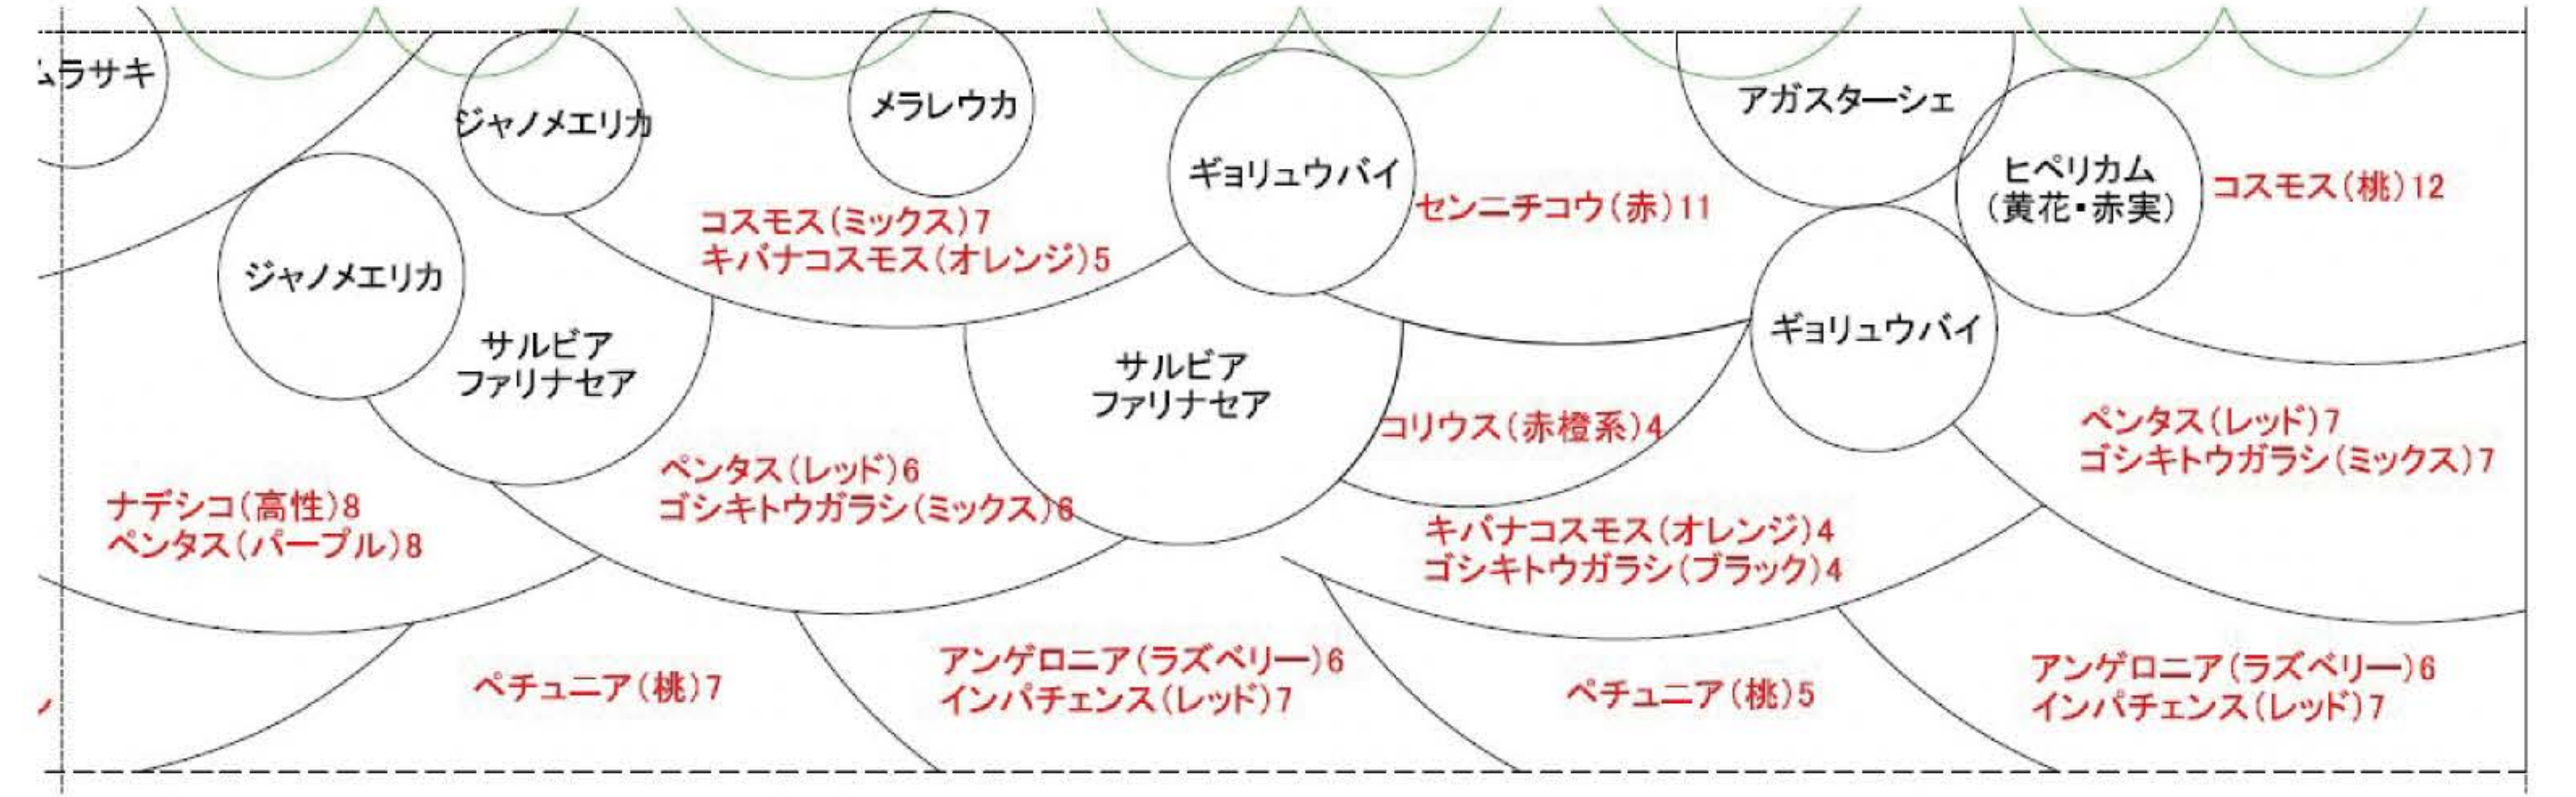 ムラサキ
ジャノメエリカ
メラレウカ
アガスターシェ
ギョリュウバイ
ヒペリカム
（黄花・赤実）
コスモス（桃）12
センニチコウ（赤）11
コスモス（ミックス）7
キバナコスモス（オレンジ）5
ジャノメエリカ
ギョリュウバイ
サルビア
ファリナセア
サルビア
ファリナセア
コリウス（赤橙系）4
ペンタス（レッド）7
ゴシキトウガラシ（ミックス）7
ペンタス（レッド）6
ゴシキトウガラシ（ミックス）6
ナデシコ（高性）8
ペンタス（パープル）8
キバナコスモス（オレンジ）4
ゴシキトウガラシ（ブラック）4
ペチュニア（桃）7
アンゲロニア（ラズベリー）6
インパチェンス（レッド）7
ペチュニア（桃）5
アンゲロニア（ラズベリー）6
インパチェンス（レッド）7